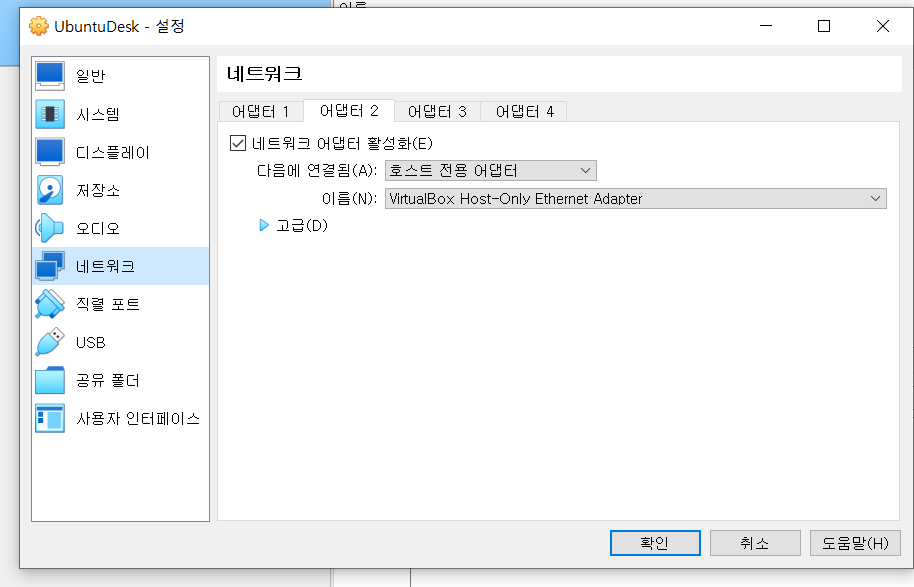 이름
UbuntuDesk - 설정
일반
시스템
디스플레이
저장소
오디오
네트워크
직렬 포트
USB
공유 폴더
사용자 인터페이스
네트워크
어댑터 1 어댑터 2 어댑터 3 어댑터 4
네트워크 어댑터 활성화(E)
다음에 연결됨(A): 호스트 전용 어댑터
이름(N): VirtualBox Host-Only Ethernet Adapter
고급(D)
확인 취소 도움말(H)